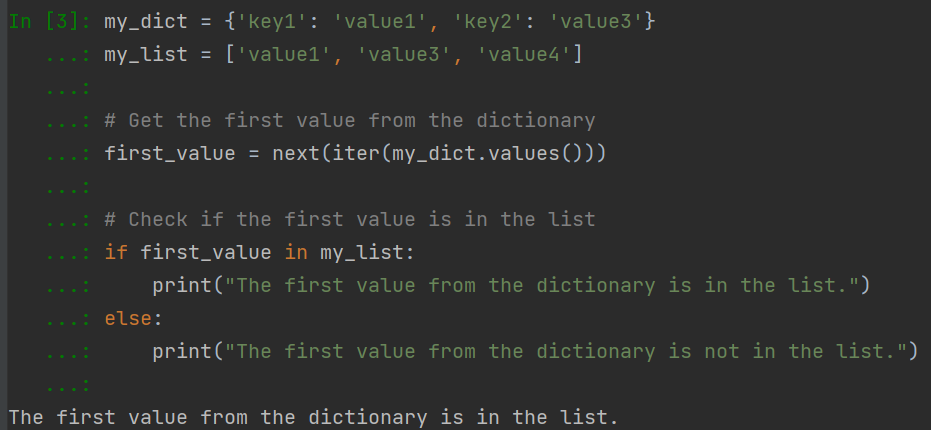 In [3]: my_dict = {'key1': 'value1', 'key2': 'value3'}
   ...: my_list = ['value1', 'value3', 'value4']
   ...:
   ...: # Get the first value from the dictionary
   ...: first_value = next(iter(my_dict.values()))
   ...:
   ...: # Check if the first value is in the list
   ...: if first_value in my_list:
   ...:     print("The first value from the dictionary is in the list.")
   ...: else:
   ...:     print("The first value from the dictionary is not in the list.")
   ...:
The first value from the dictionary is in the list.